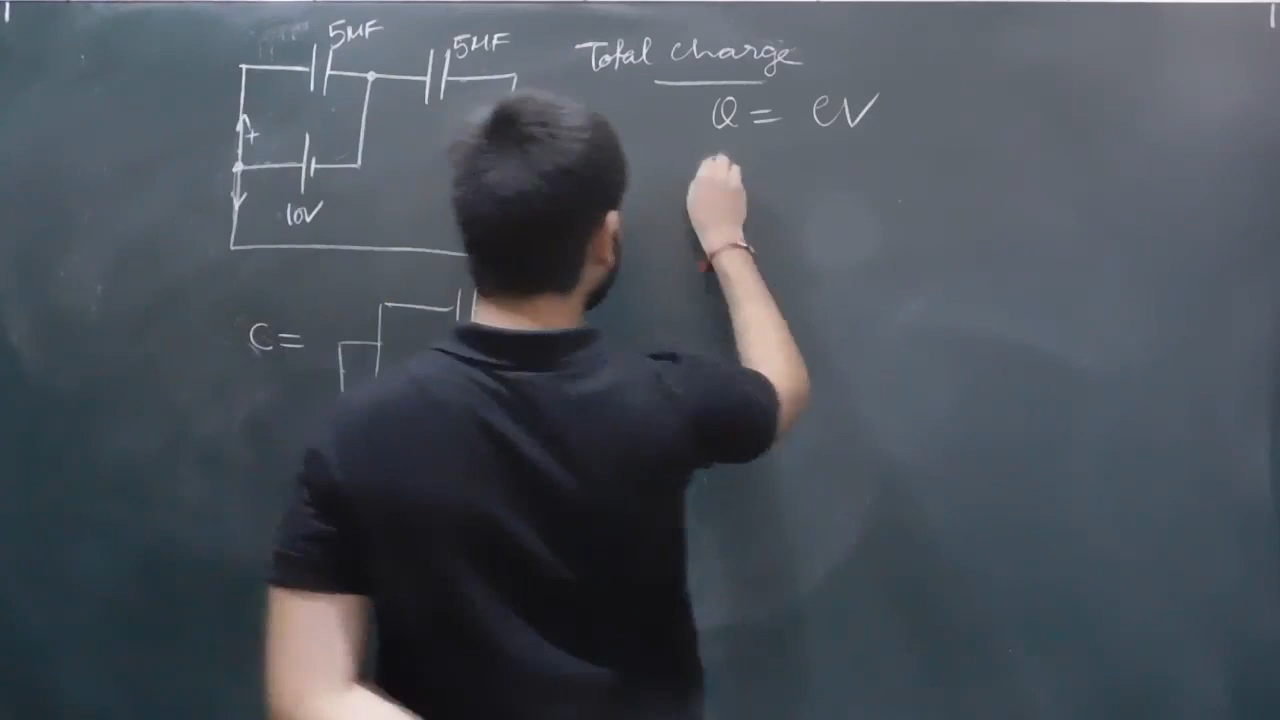 5μF
5μF
Total charge
Q = CV
+
10V
C =